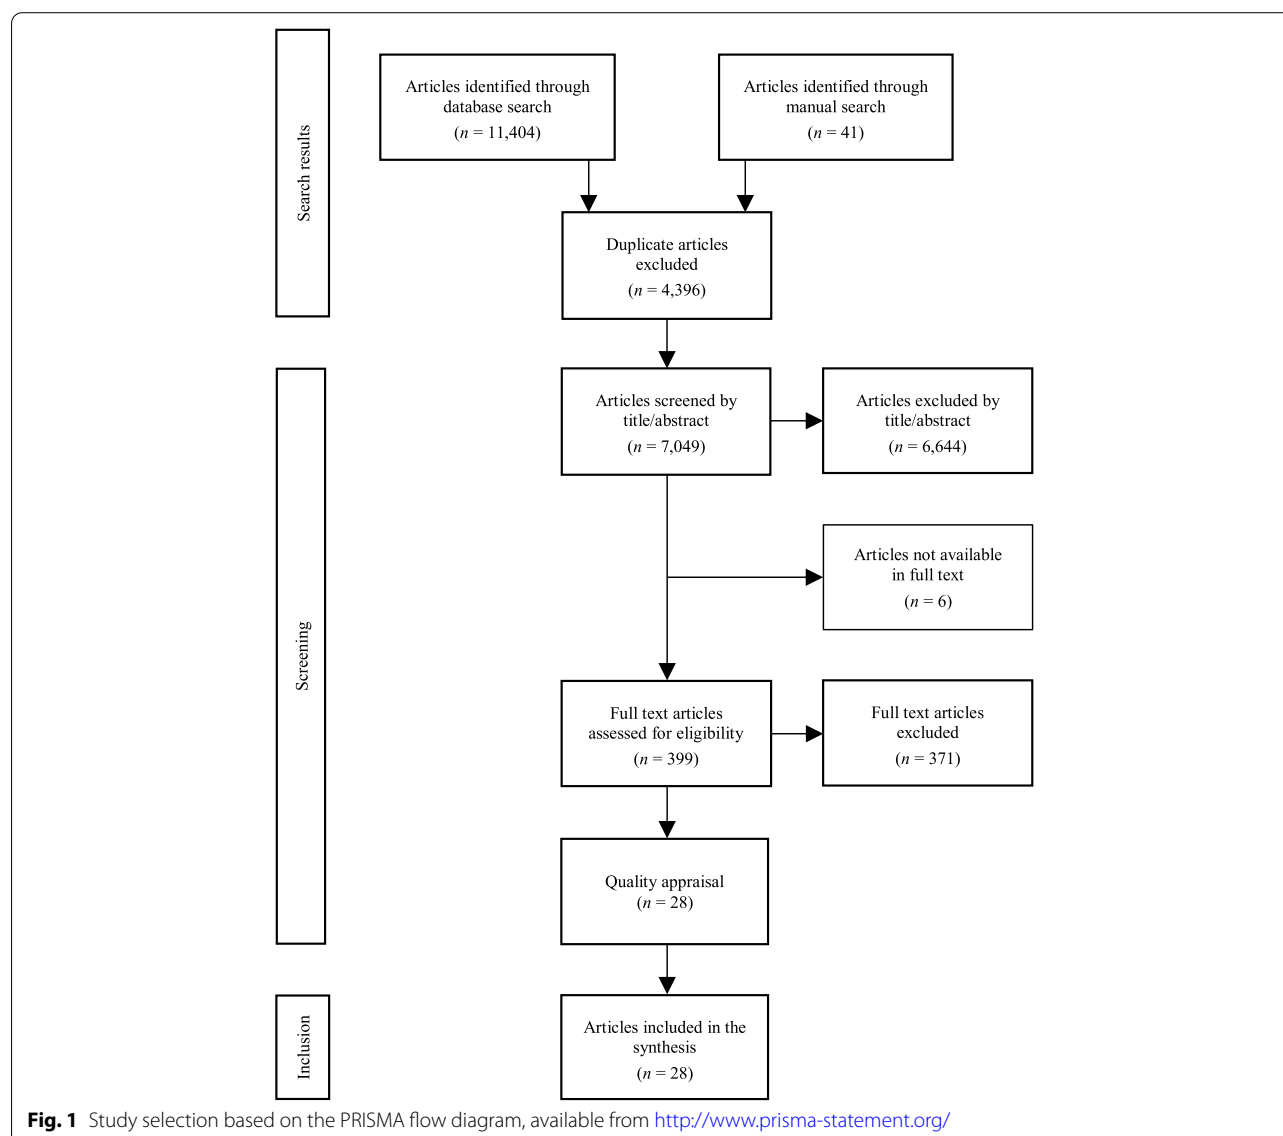 Search results
Articles identified through
database search
(n = 11,404)
Articles identified through
manual search
(n = 41)
Duplicate articles
excluded
(n = 4,396)
Screening
Articles screened by
title/abstract
(n = 7,049)
Articles excluded by
title/abstract
(n = 6,644)
Articles not available
in full text
(n = 6)
Full text articles
assessed for eligibility
(n = 399)
Full text articles
excluded
(n = 371)
Quality appraisal
(n = 28)
Inclusion
Articles included in the
synthesis
(n = 28)
Fig. 1 Study selection based on the PRISMA flow diagram, available from http://www.prisma-statement.org/